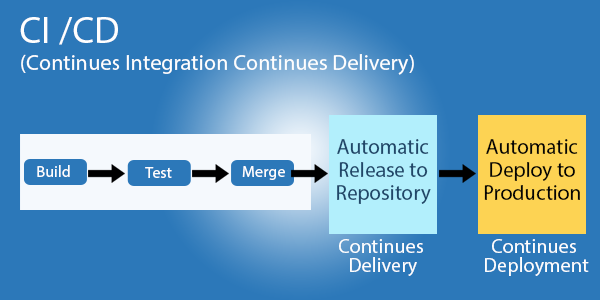 CI /CD
(Continues Integration Continues Delivery)
Build
Test
Merge
Automatic
Release to
Repository
Automatic
Deploy to
Production
Continues
Delivery
Continues
Deployment